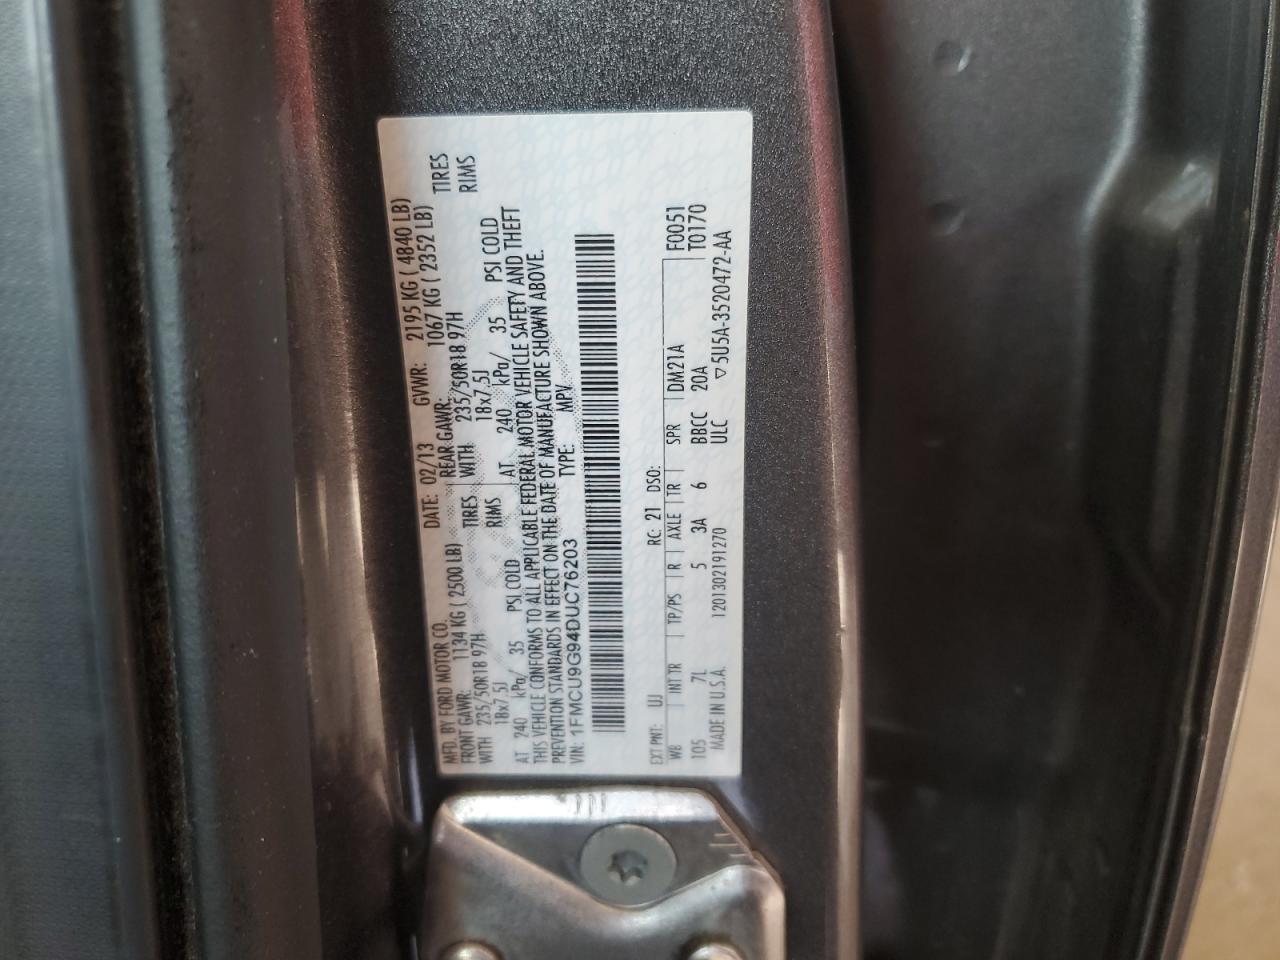 MFD. BY FORD MOTOR CO.
DATE: 02/13 GVWR: 2195 KG ( 4840 LB)
FRONT GAWR: 1134 KG ( 2500 LB) REAR GAWR: 1067 KG ( 2352 LB)
WITH 235/50R18 97H TIRES WITH 235/50R18 97H TIRES
18x7.5J RIMS 18x7.5J RIMS
AT 240 kPa/ 35 PSI COLD AT 240 kPa/ 35 PSI COLD
THIS VEHICLE CONFORMS TO ALL APPLICABLE FEDERAL MOTOR VEHICLE SAFETY AND THEFT
PREVENTION STANDARDS IN EFFECT ON THE DATE OF MANUFACTURE SHOWN ABOVE.
VIN: 1FMCU9G94DUC76203 TYPE: MPV
EXT PNT: UJ RC: 21 DSO: F0051
WB INT TR TP/PS R AXLE TR SPR DM21A T0170
105 7L 5 3A 6 BBCC 20A
MADE IN U.S.A. 1201302191270 ULC ▽5U5A-3520472-AA